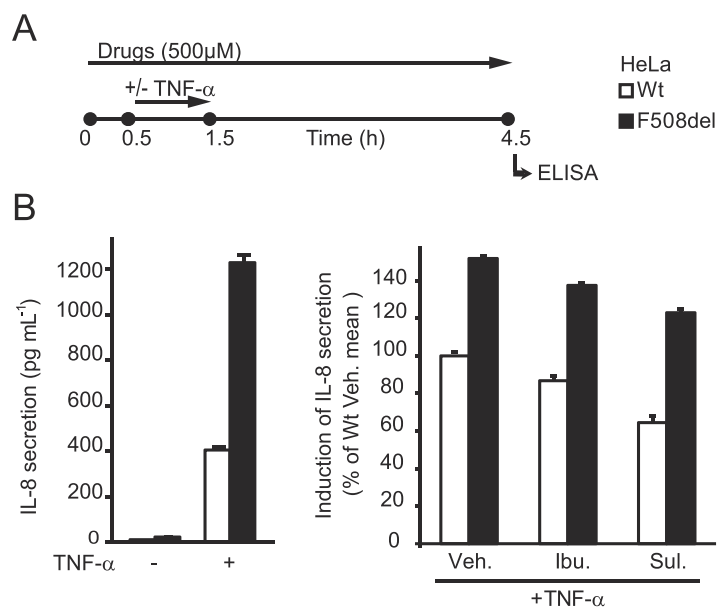 A
Drugs (500µM)
+/- TNF-α
0 0.5 1.5 Time (h) 4.5
ELISA
HeLa
Wt
F508del
B
IL-8 secretion (pg mL⁻¹)
1200
1000
800
600
400
200
0
TNF-α - +
Induction of IL-8 secretion
(% of Wt Veh. mean )
140
120
100
80
60
40
20
0
Veh. Ibu. Sul.
+TNF-α